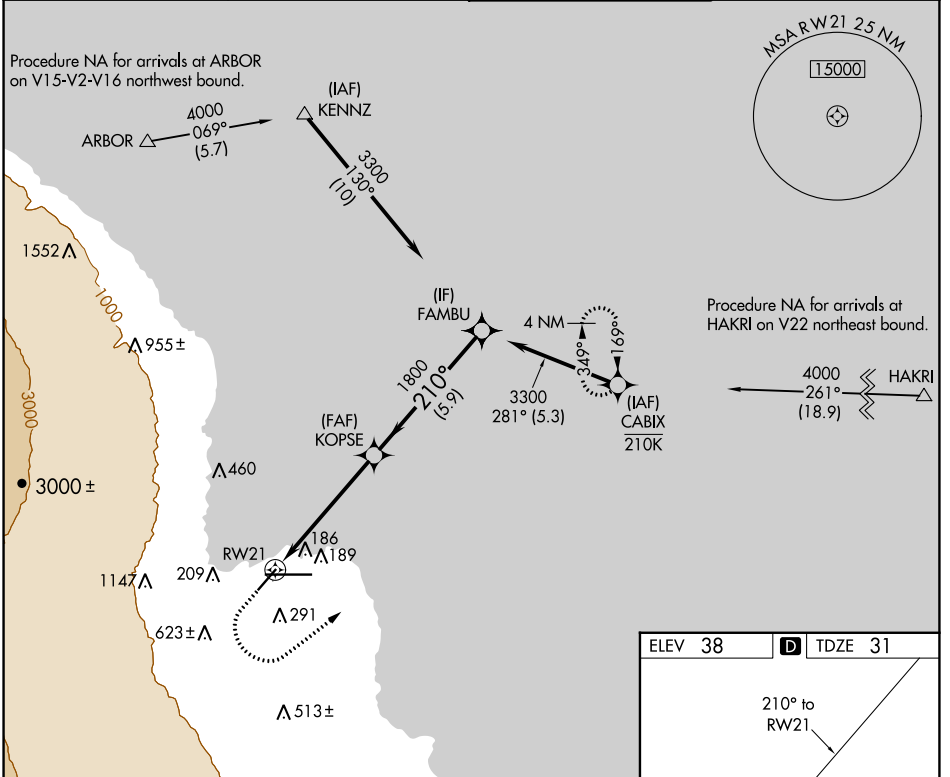 MSA RW21 25 NM
15000
Procedure NA for arrivals at ARBOR
on V15-V2-V16 northwest bound.
(IAF)
KENNZ
4000
069°
(5.7)
ARBOR
3300
130°
(10)
1552
1000
955±
3000
3000±
460
(IF)
FAMBU
4 NM
349°
169°
Procedure NA for arrivals at
HAKRI on V22 northeast bound.
1800
210°
(5.9)
3300
281° (5.3)
(IAF)
CABIX
210K
4000
261°
(18.9)
HAKRI
(FAF)
KOPSE
RW21
186
189
209
1147
291
623±
513±
ELEV 38
D
TDZE 31
210° to
RW21